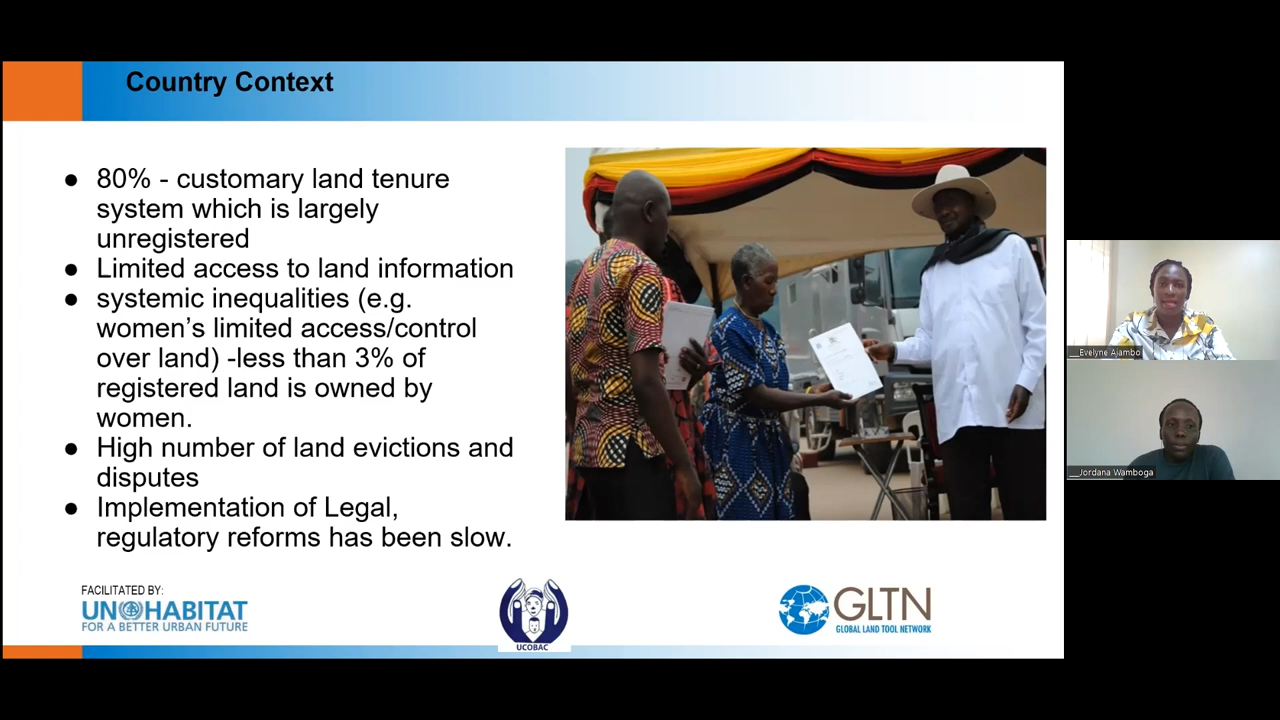 Country Context
● 80% - customary land tenure
system which is largely
unregistered
● Limited access to land information
● systemic inequalities (e.g.
women’s limited access/control
over land) -less than 3% of
registered land is owned by
women.
● High number of land evictions and
disputes
● Implementation of Legal,
regulatory reforms has been slow.
FACILITATED BY:
UN HABITAT
FOR A BETTER URBAN FUTURE
UCOBAC
GLTN
GLOBAL LAND TOOL NETWORK
__Evelyne Ajambo
__Jordana Wamboga